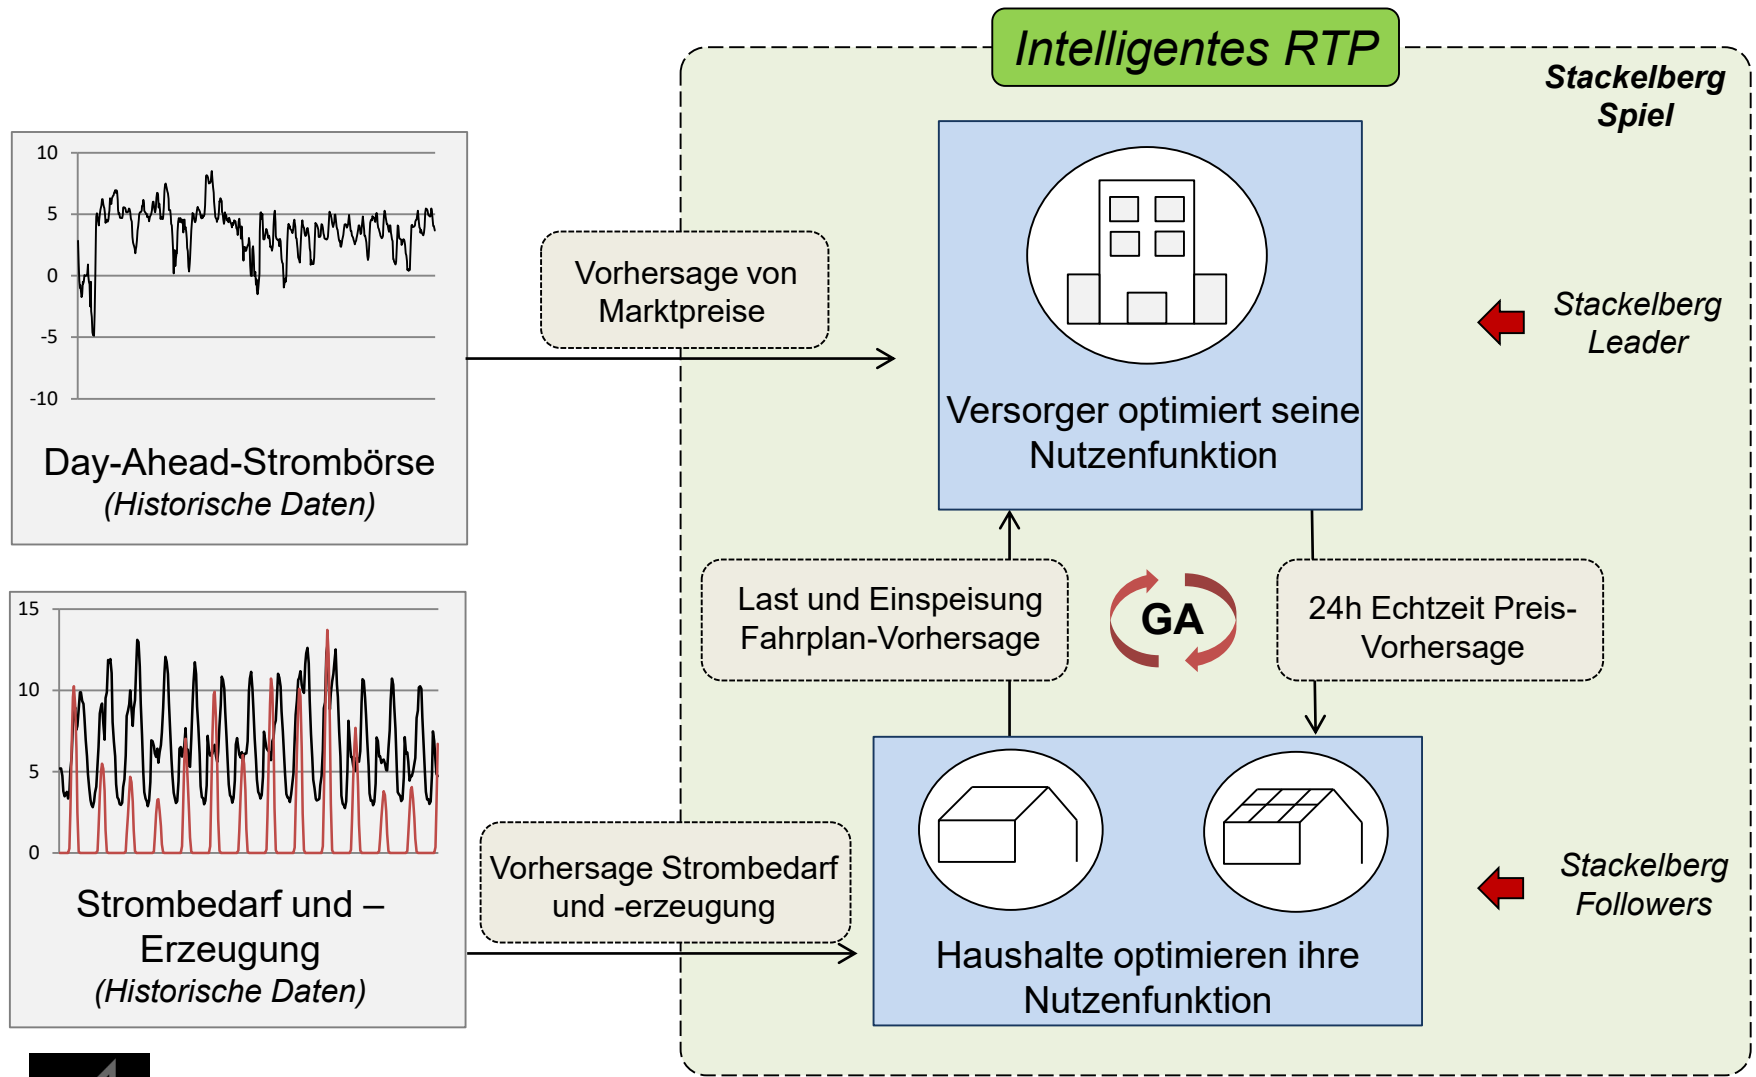 Intelligentes RTP
Stackelberg
Spiel
10
5
0
-5
-10
Day-Ahead-Strombörse
(Historische Daten)
Vorhersage von
Marktpreise
Versorger optimiert seine
Nutzenfunktion
Stackelberg
Leader
Last und Einspeisung
Fahrplan-Vorhersage
GA
24h Echtzeit Preis-
Vorhersage
15
10
5
0
Strombedarf und –
Erzeugung
(Historische Daten)
Vorhersage Strombedarf
und -erzeugung
Haushalte optimieren ihre
Nutzenfunktion
Stackelberg
Followers